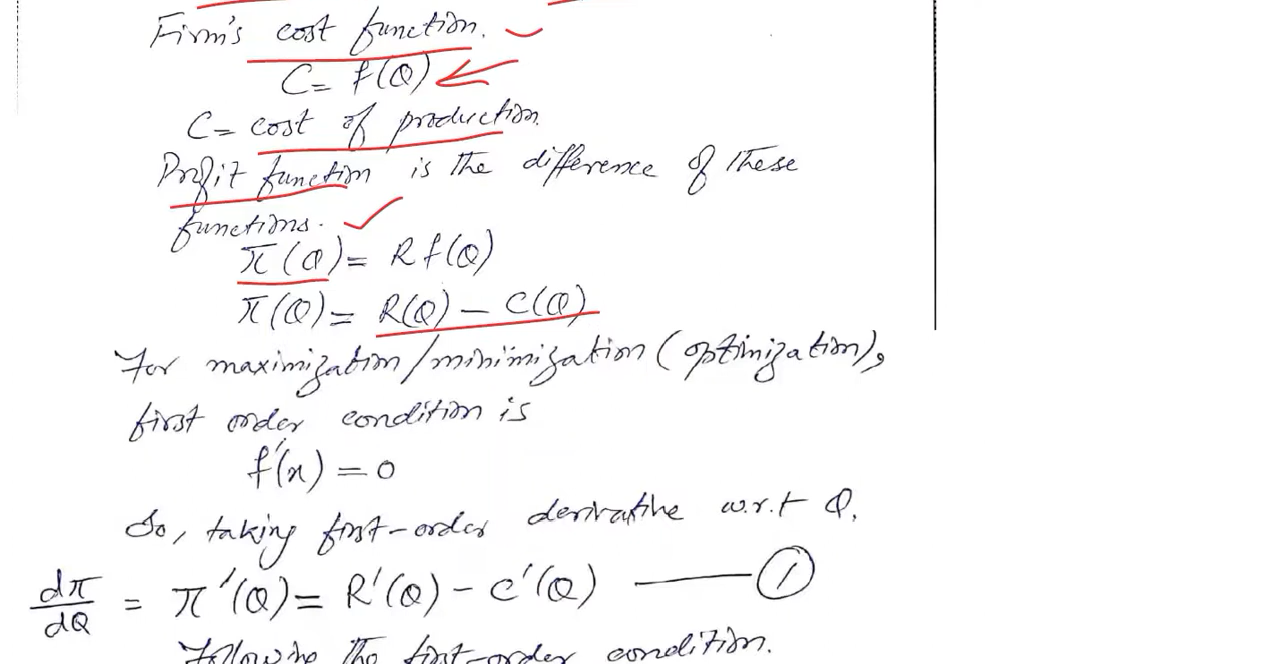 Firm's cost function.
C = f(Q)
C = cost of production.
Profit function is the difference of these
functions.
π(Q) = Rf(Q)
π(Q) = R(Q) - C(Q)
For maximization/minimization (optimization),
first order condition is
f'(x) = 0
So, taking first-order derivative w.r.t Q.
dπ/dQ = π'(Q) = R'(Q) - C'(Q) —— ①
Following the first-order condition.